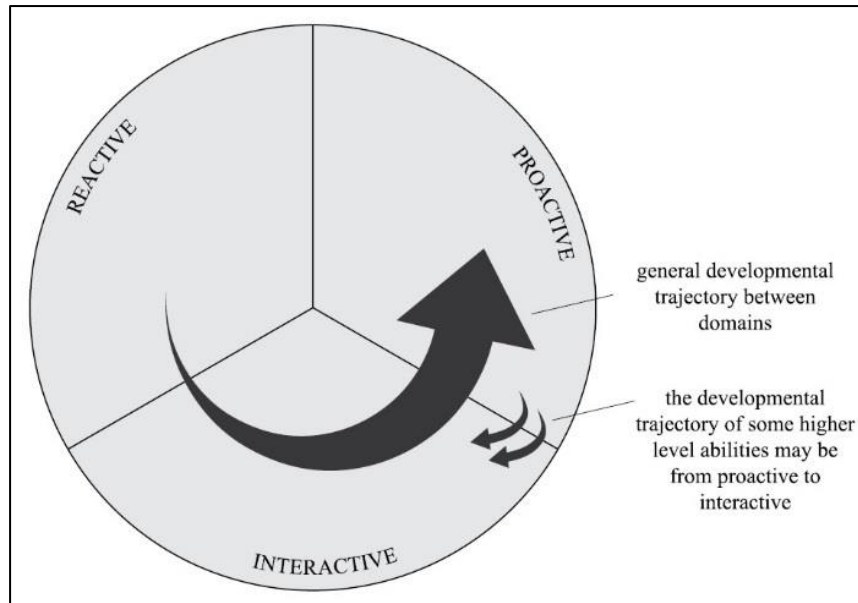 REACTIVE
PROACTIVE
general developmental
trajectory between
domains
the developmental
trajectory of some higher
level abilities may be
from proactive to
interactive
INTERACTIVE